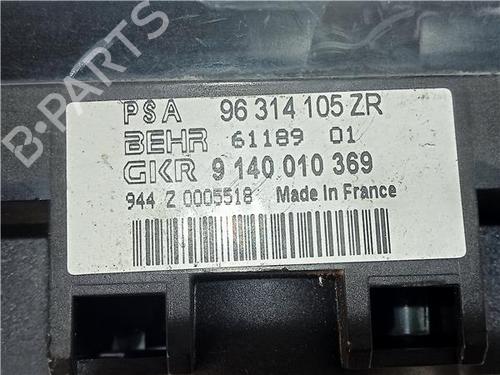 PSA 96 314 105 ZR
BEHR 61189 01
GKR 9 140 010 369
944 Z 0005518 Made In France
B-PARTS